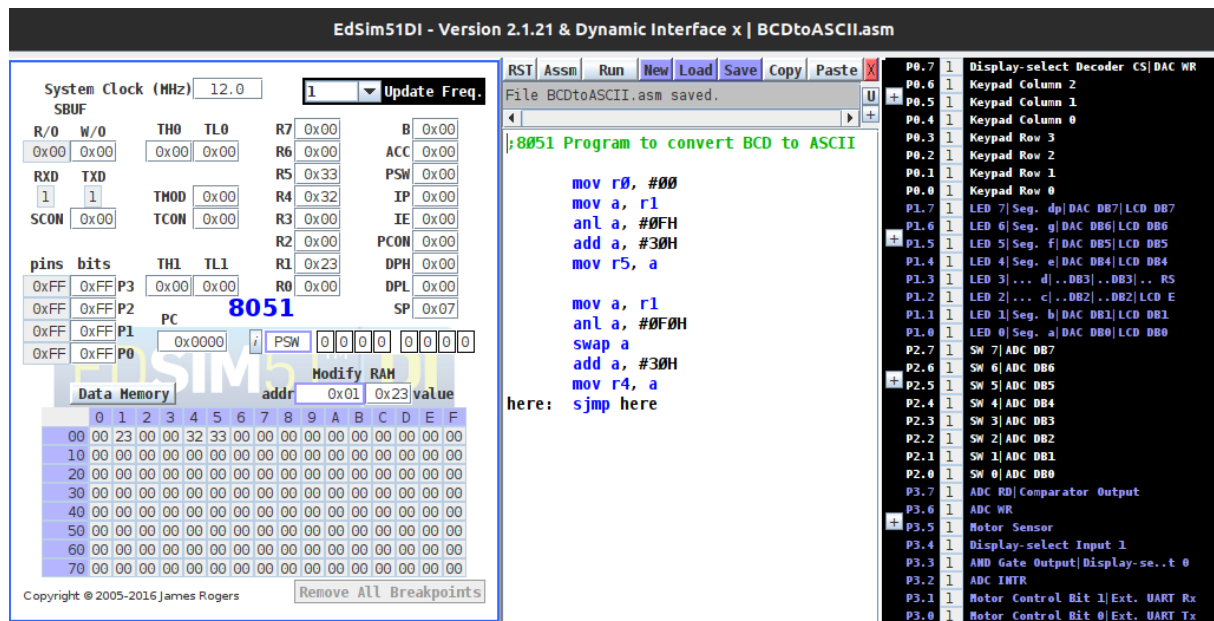 EdSim51DI - Version 2.1.21 & Dynamic Interface x | BCDtoASCII.asm
System Clock (MHz) 12.0 1 Update Freq.
SBUF
R/O W/O TH0 TL0 R7 0x00 B 0x00
0x00 0x00 0x00 0x00 R6 0x00 ACC 0x00
RXD TXD R5 0x33 PSW 0x00
1 1 TMOD 0x00 R4 0x32 IP 0x00
SCON 0x00 TCON 0x00 R3 0x00 IE 0x00
R2 0x00 PCON 0x00
pins bits TH1 TL1 R1 0x23 DPH 0x00
0xFF 0xFF P3 0x00 0x00 R0 0x00 DPL 0x00
0xFF 0xFF P2 8051 SP 0x07
0xFF 0xFF P1 PC
0xFF 0xFF P0 0x0000 i PSW 0 0 0 0 0 0 0 0
EDSIM51DI
Modify RAM
Data Memory addr 0x01 0x23 value
0 1 2 3 4 5 6 7 8 9 A B C D E F
00 00 23 00 00 32 33 00 00 00 00 00 00 00 00 00 00
10 00 00 00 00 00 00 00 00 00 00 00 00 00 00 00 00
20 00 00 00 00 00 00 00 00 00 00 00 00 00 00 00 00
30 00 00 00 00 00 00 00 00 00 00 00 00 00 00 00 00
40 00 00 00 00 00 00 00 00 00 00 00 00 00 00 00 00
50 00 00 00 00 00 00 00 00 00 00 00 00 00 00 00 00
60 00 00 00 00 00 00 00 00 00 00 00 00 00 00 00 00
70 00 00 00 00 00 00 00 00 00 00 00 00 00 00 00 00
Copyright © 2005-2016 James Rogers Remove All Breakpoints
RST Assm Run New Load Save Copy Paste X
File BCDtoASCII.asm saved. U
+
;8051 Program to convert BCD to ASCII
mov r0, #00
mov a, r1
anl a, #0FH
add a, #30H
mov r5, a
mov a, r1
anl a, #0F0H
swap a
add a, #30H
mov r4, a
here: sjmp here
P0.7 1 Display-select Decoder CS|DAC WR
P0.6 1 Keypad Column 2
+ P0.5 1 Keypad Column 1
P0.4 1 Keypad Column 0
P0.3 1 Keypad Row 3
P0.2 1 Keypad Row 2
P0.1 1 Keypad Row 1
P0.0 1 Keypad Row 0
P1.7 1 LED 7|Seg. dp|DAC DB7|LCD DB7
P1.6 1 LED 6|Seg. g|DAC DB6|LCD DB6
+ P1.5 1 LED 5|Seg. f|DAC DB5|LCD DB5
P1.4 1 LED 4|Seg. e|DAC DB4|LCD DB4
P1.3 1 LED 3|... d|..DB3|..DB3|.. RS
P1.2 1 LED 2|... c|..DB2|..DB2|LCD E
P1.1 1 LED 1|Seg. b|DAC DB1|LCD DB1
P1.0 1 LED 0|Seg. a|DAC DB0|LCD DB0
P2.7 1 SW 7|ADC DB7
P2.6 1 SW 6|ADC DB6
+ P2.5 1 SW 5|ADC DB5
P2.4 1 SW 4|ADC DB4
P2.3 1 SW 3|ADC DB3
P2.2 1 SW 2|ADC DB2
P2.1 1 SW 1|ADC DB1
P2.0 1 SW 0|ADC DB0
P3.7 1 ADC RD|Comparator Output
P3.6 1 ADC WR
+ P3.5 1 Motor Sensor
P3.4 1 Display-select Input 1
P3.3 1 AND Gate Output|Display-se..t 0
P3.2 1 ADC INTR
P3.1 1 Motor Control Bit 1|Ext. UART Rx
P3.0 1 Motor Control Bit 0|Ext. UART Tx